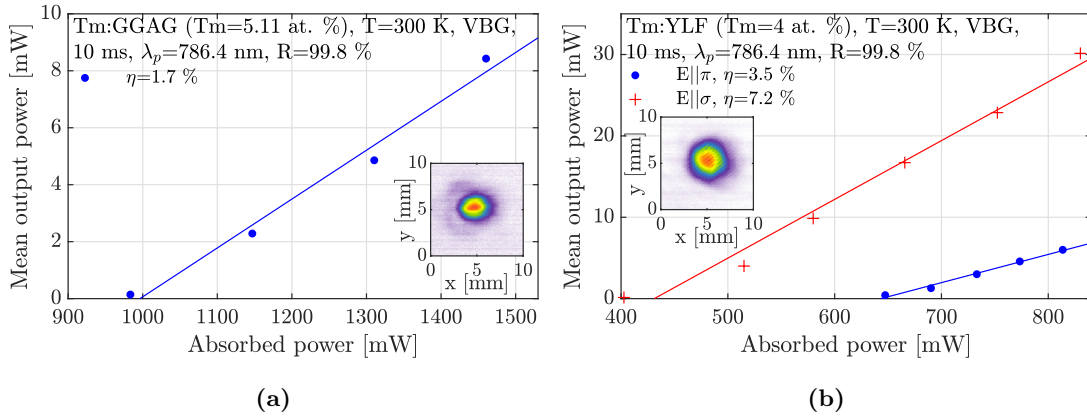 Tm:GGAG (Tm=5.11 at. %), T=300 K, VBG,
10 ms, λp=786.4 nm, R=99.8 %
η=1.7 %
Mean output power [mW]
8
6
4
2
0
900 1000 1100 1200 1300 1400 1500
Absorbed power [mW]
y [mm]
10
5
0
0 5 10
x [mm]
(a)
Tm:YLF (Tm=4 at. %), T=300 K, VBG,
10 ms, λp=786.4 nm, R=99.8 %
E||π, η=3.5 %
E||σ, η=7.2 %
Mean output power [mW]
30
20
10
0
400 500 600 700 800
Absorbed power [mW]
y [mm]
10
5
0
0 5 10
x [mm]
(b)